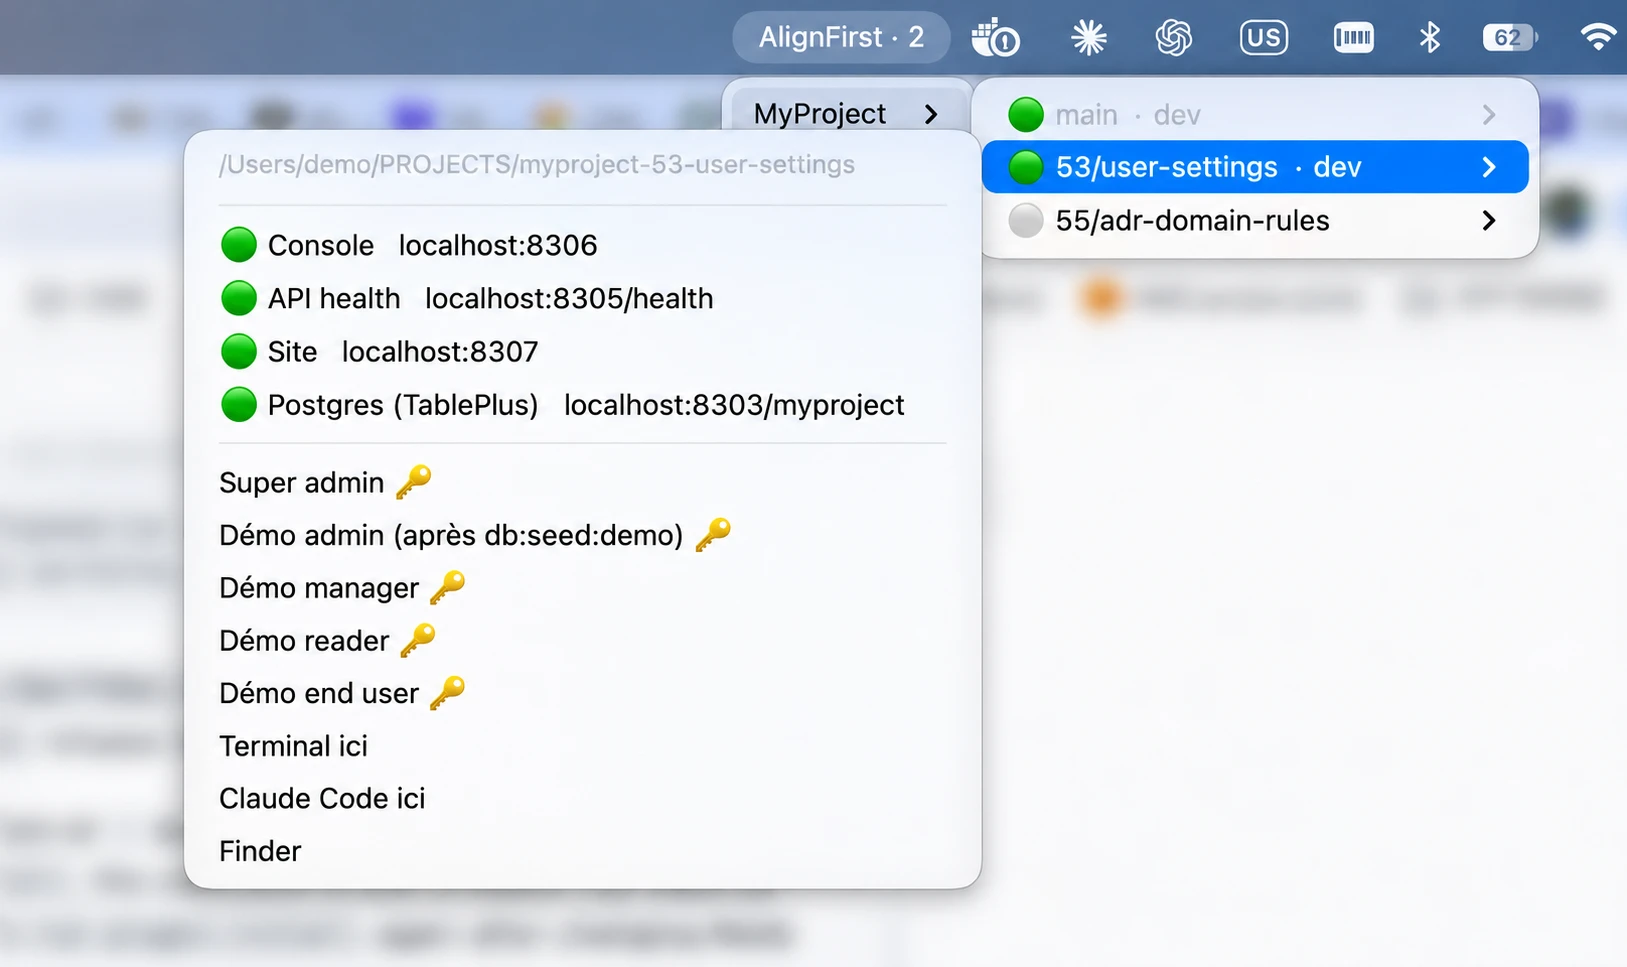 AlignFirst · 2
US
62
MyProject
main · dev
53/user-settings · dev
55/adr-domain-rules
/Users/demo/PROJECTS/myproject-53-user-settings
Console localhost:8306
API health localhost:8305/health
Site localhost:8307
Postgres (TablePlus) localhost:8303/myproject
Super admin
Démo admin (après db:seed:demo)
Démo manager
Démo reader
Démo end user
Terminal ici
Claude Code ici
Finder